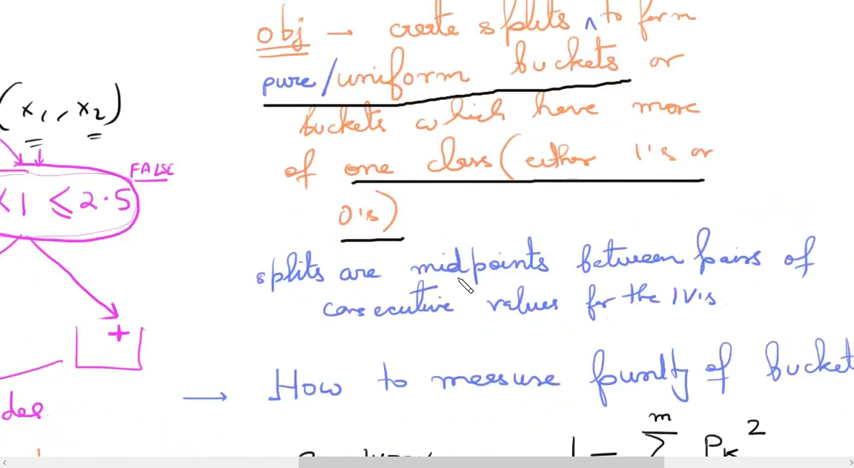 obj → create splits ^ to form
pure/uniform buckets or
buckets which have more
of one class (either 1's or
0's)
(x1, x2)
FALSE
x1 ≤ 2.5
splits are midpoints between pairs of
consecutive values for the IV's
+
→ How to measure purity of bucket
1 - Σ Pk²
m